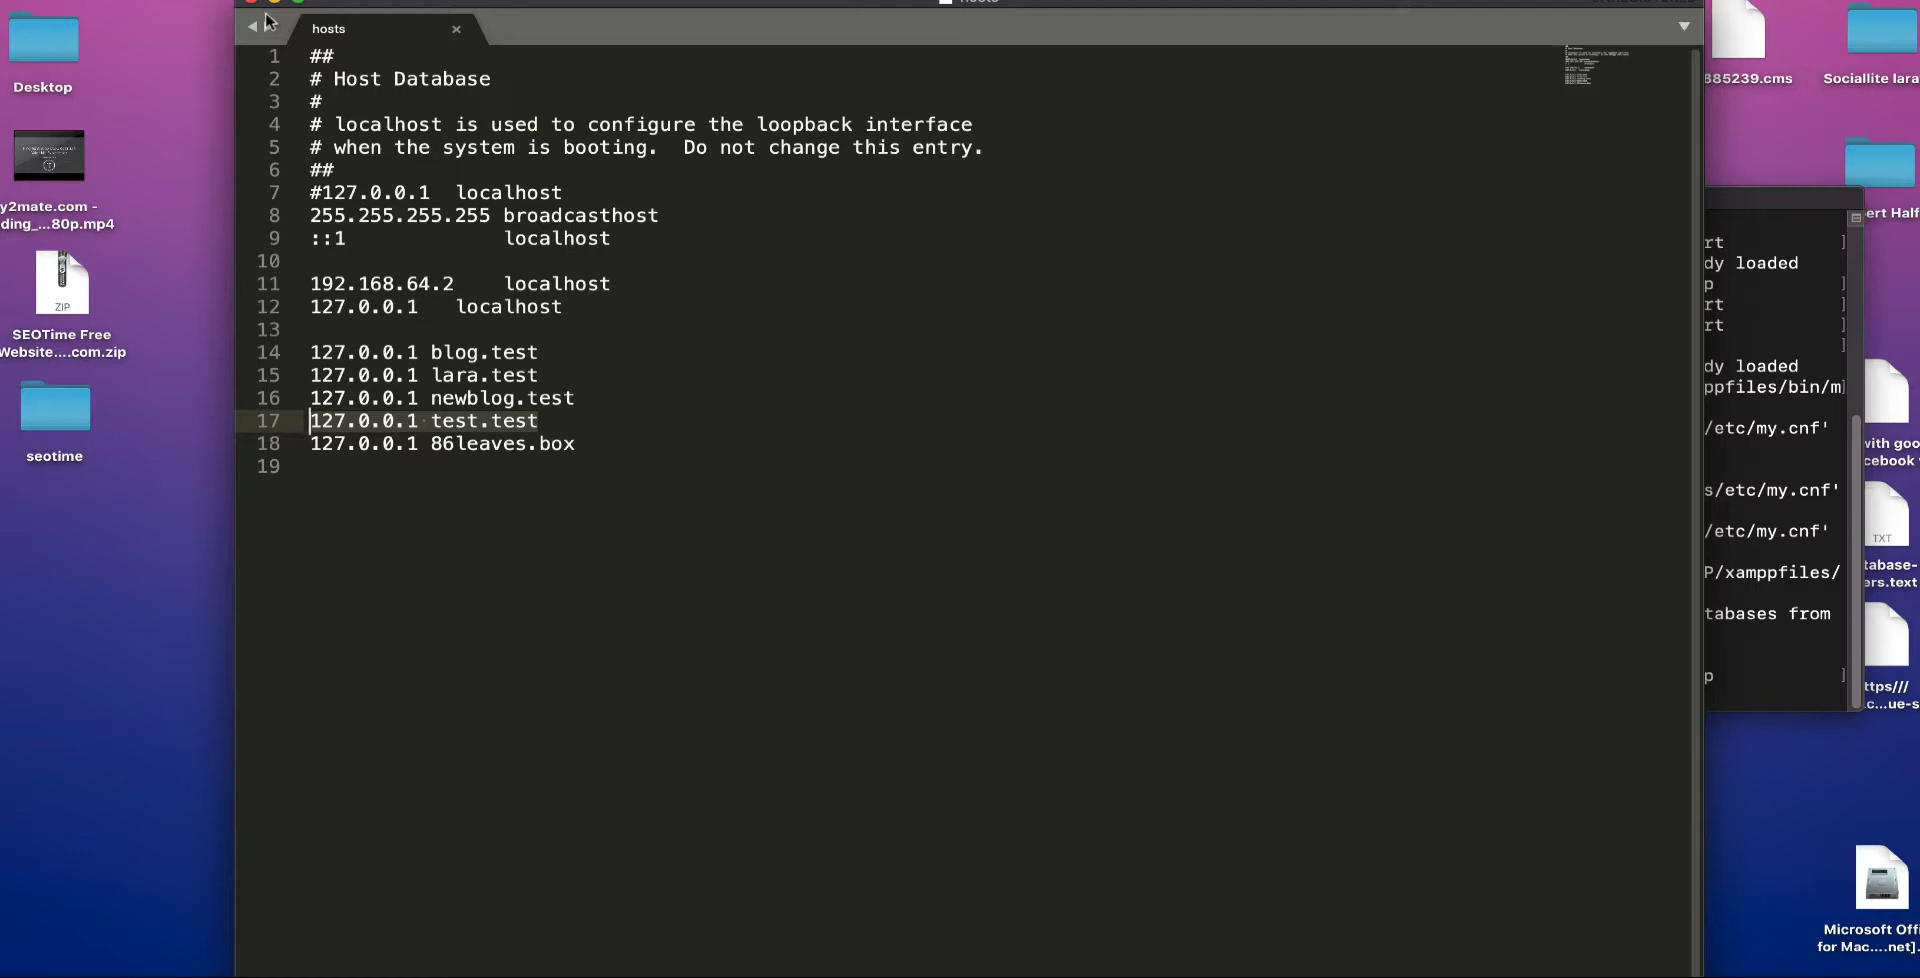 hosts
1 ##
2 # Host Database
3 #
4 # localhost is used to configure the loopback interface
5 # when the system is booting.  Do not change this entry.
6 ##
7 #127.0.0.1  localhost
8 255.255.255.255 broadcasthost
9 ::1             localhost
10
11 192.168.64.2    localhost
12 127.0.0.1   localhost
13
14 127.0.0.1 blog.test
15 127.0.0.1 lara.test
16 127.0.0.1 newblog.test
17 127.0.0.1 test.test
18 127.0.0.1 86leaves.box
19
Desktop
y2mate.com -
ding_...80p.mp4
ZIP
SEOTime Free
Website....com.zip
seotime
885239.cms
Sociallite lara
ert Half
rt ]
dy loaded
p ]
rt ]
rt ]
]
dy loaded
ppfiles/bin/m]
/etc/my.cnf'
s/etc/my.cnf'
/etc/my.cnf'
P/xamppfiles/
tabases from
p ]
with goo
cebook
TXT
tabase-
ers.text
ttps///
.c...ue-s
Microsoft Offi
for Mac....net].